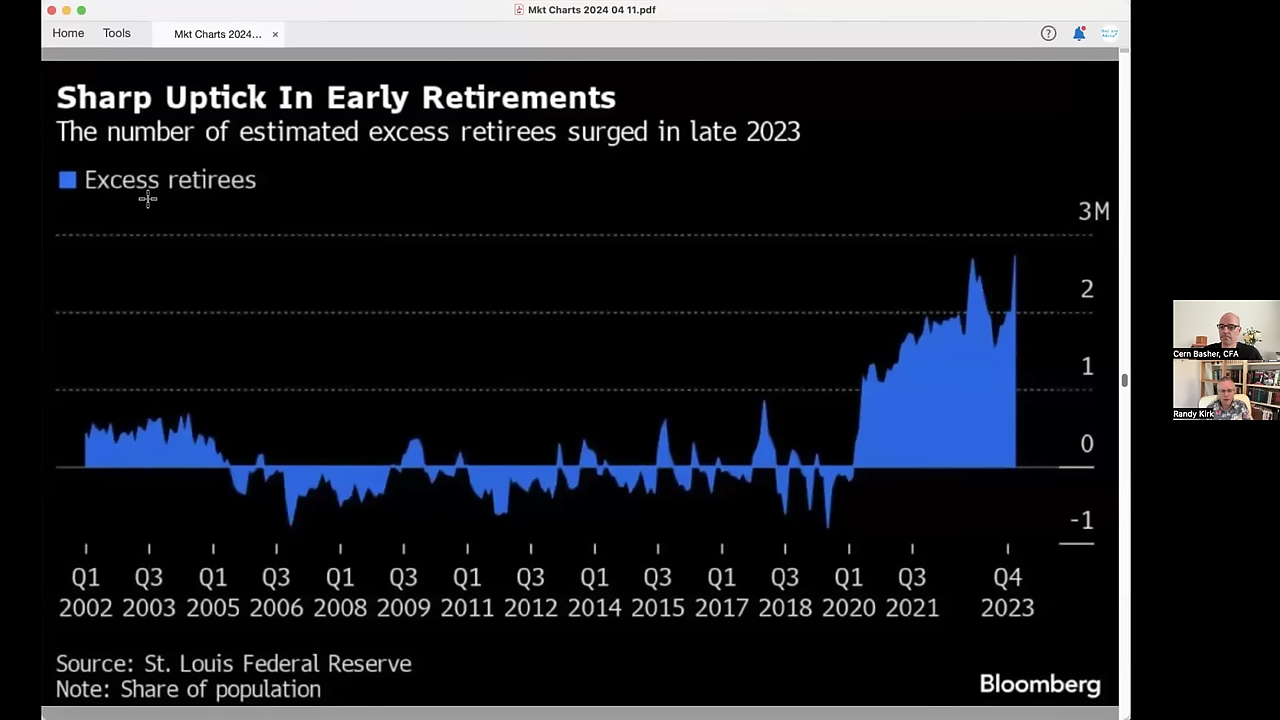 Mkt Charts 2024 04 11.pdf
Home Tools Mkt Charts 2024... ×
?
Sharp Uptick In Early Retirements
The number of estimated excess retirees surged in late 2023
Excess retirees
3M
2
1
0
-1
Q1 Q3 Q1 Q3 Q1 Q3 Q1 Q3 Q1 Q3 Q1 Q3 Q1 Q3 Q4
2002 2003 2005 2006 2008 2009 2011 2012 2014 2015 2017 2018 2020 2021 2023
Source: St. Louis Federal Reserve
Note: Share of population
Bloomberg
Cern Basher, CFA
Randy Kirk